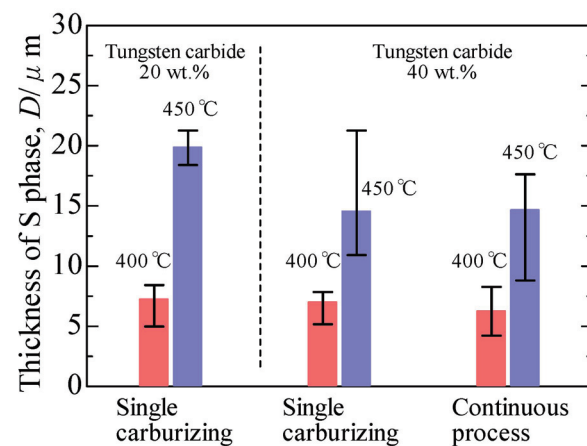 Thickness of S phase, D/μm
30
25
20
15
10
5
0
Tungsten carbide
20 wt.%
Tungsten carbide
40 wt.%
450℃
400℃
450℃
400℃
450℃
400℃
Single
carburizing
Single
carburizing
Continuous
process